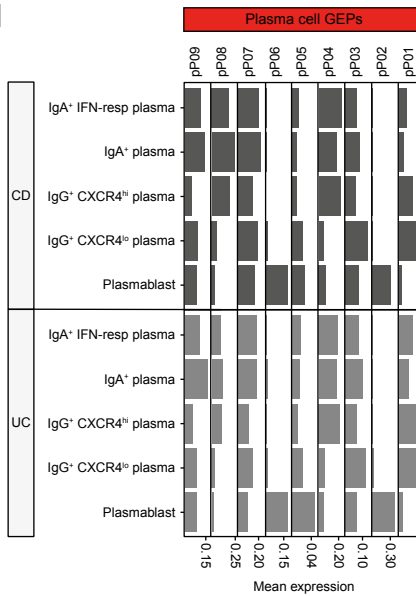 Plasma cell GEPs
pP09 pP08 pP07 pP06 pP05 pP04 pP03 pP02 pP01
CD
IgA⁺ IFN-resp plasma
IgA⁺ plasma
IgG⁺ CXCR4ʰⁱ plasma
IgG⁺ CXCR4ˡᵒ plasma
Plasmablast
UC
IgA⁺ IFN-resp plasma
IgA⁺ plasma
IgG⁺ CXCR4ʰⁱ plasma
IgG⁺ CXCR4ˡᵒ plasma
Plasmablast
0.15 0.25 0.20 0.15 0.04 0.20 0.10 0.30
Mean expression